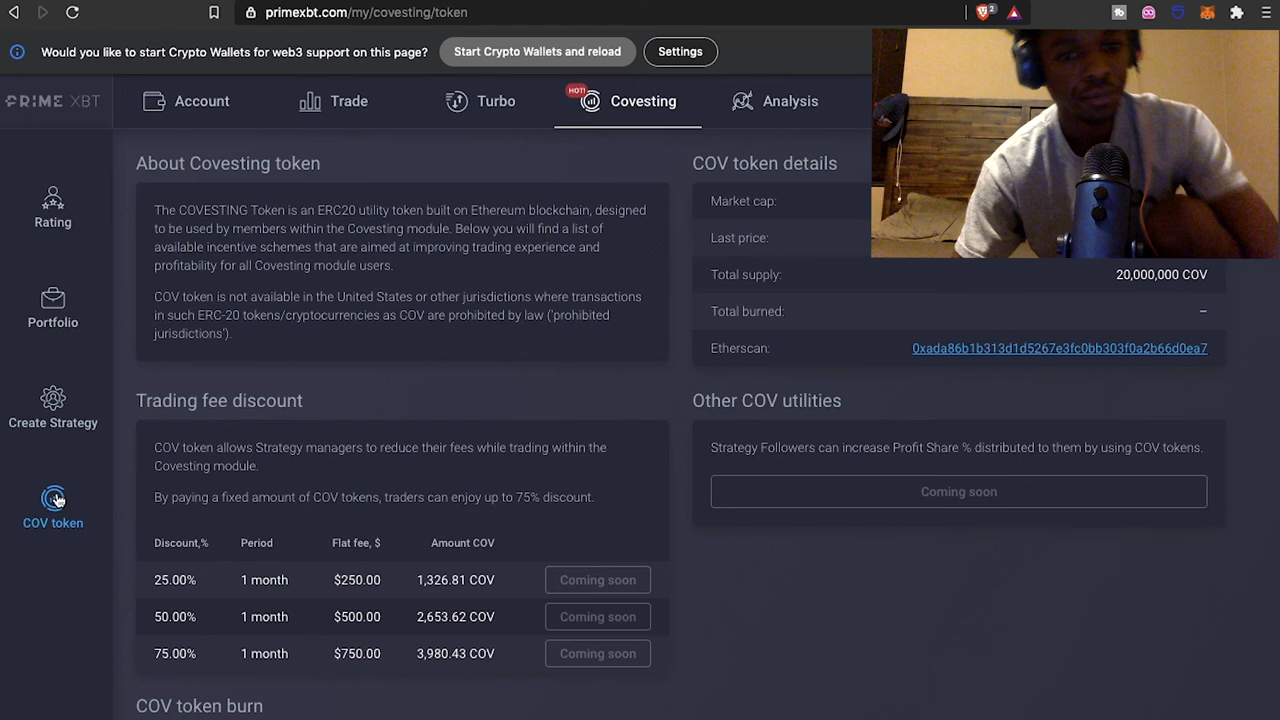 primexbt.com/my/covesting/token
2
Would you like to start Crypto Wallets for web3 support on this page?
Start Crypto Wallets and reload
Settings
PRIME XBT
Account
Trade
Turbo
HOT!
Covesting
Analysis
Rating
Portfolio
Create Strategy
COV token
About Covesting token
The COVESTING Token is an ERC20 utility token built on Ethereum blockchain, designed
to be used by members within the Covesting module. Below you will find a list of
available incentive schemes that are aimed at improving trading experience and
profitability for all Covesting module users.
COV token is not available in the United States or other jurisdictions where transactions
in such ERC-20 tokens/cryptocurrencies as COV are prohibited by law ('prohibited
jurisdictions').
COV token details
Market cap:
Last price:
Total supply: 20,000,000 COV
Total burned: –
Etherscan: 0xada86b1b313d1d5267e3fc0bb303f0a2b66d0ea7
Trading fee discount
COV token allows Strategy managers to reduce their fees while trading within the
Covesting module.
By paying a fixed amount of COV tokens, traders can enjoy up to 75% discount.
Discount,% Period Flat fee, $ Amount COV
25.00% 1 month $250.00 1,326.81 COV Coming soon
50.00% 1 month $500.00 2,653.62 COV Coming soon
75.00% 1 month $750.00 3,980.43 COV Coming soon
Other COV utilities
Strategy Followers can increase Profit Share % distributed to them by using COV tokens.
Coming soon
COV token burn